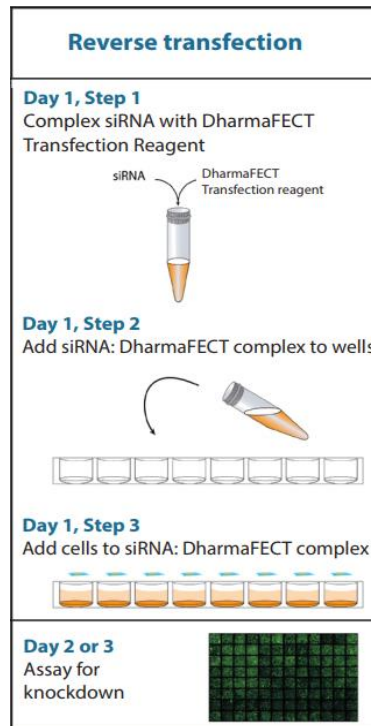 Reverse transfection
Day 1, Step 1
Complex siRNA with DharmaFECT
Transfection Reagent
siRNA
DharmaFECT
Transfection reagent
Day 1, Step 2
Add siRNA: DharmaFECT complex to wells
Day 1, Step 3
Add cells to siRNA: DharmaFECT complex
Day 2 or 3
Assay for
knockdown